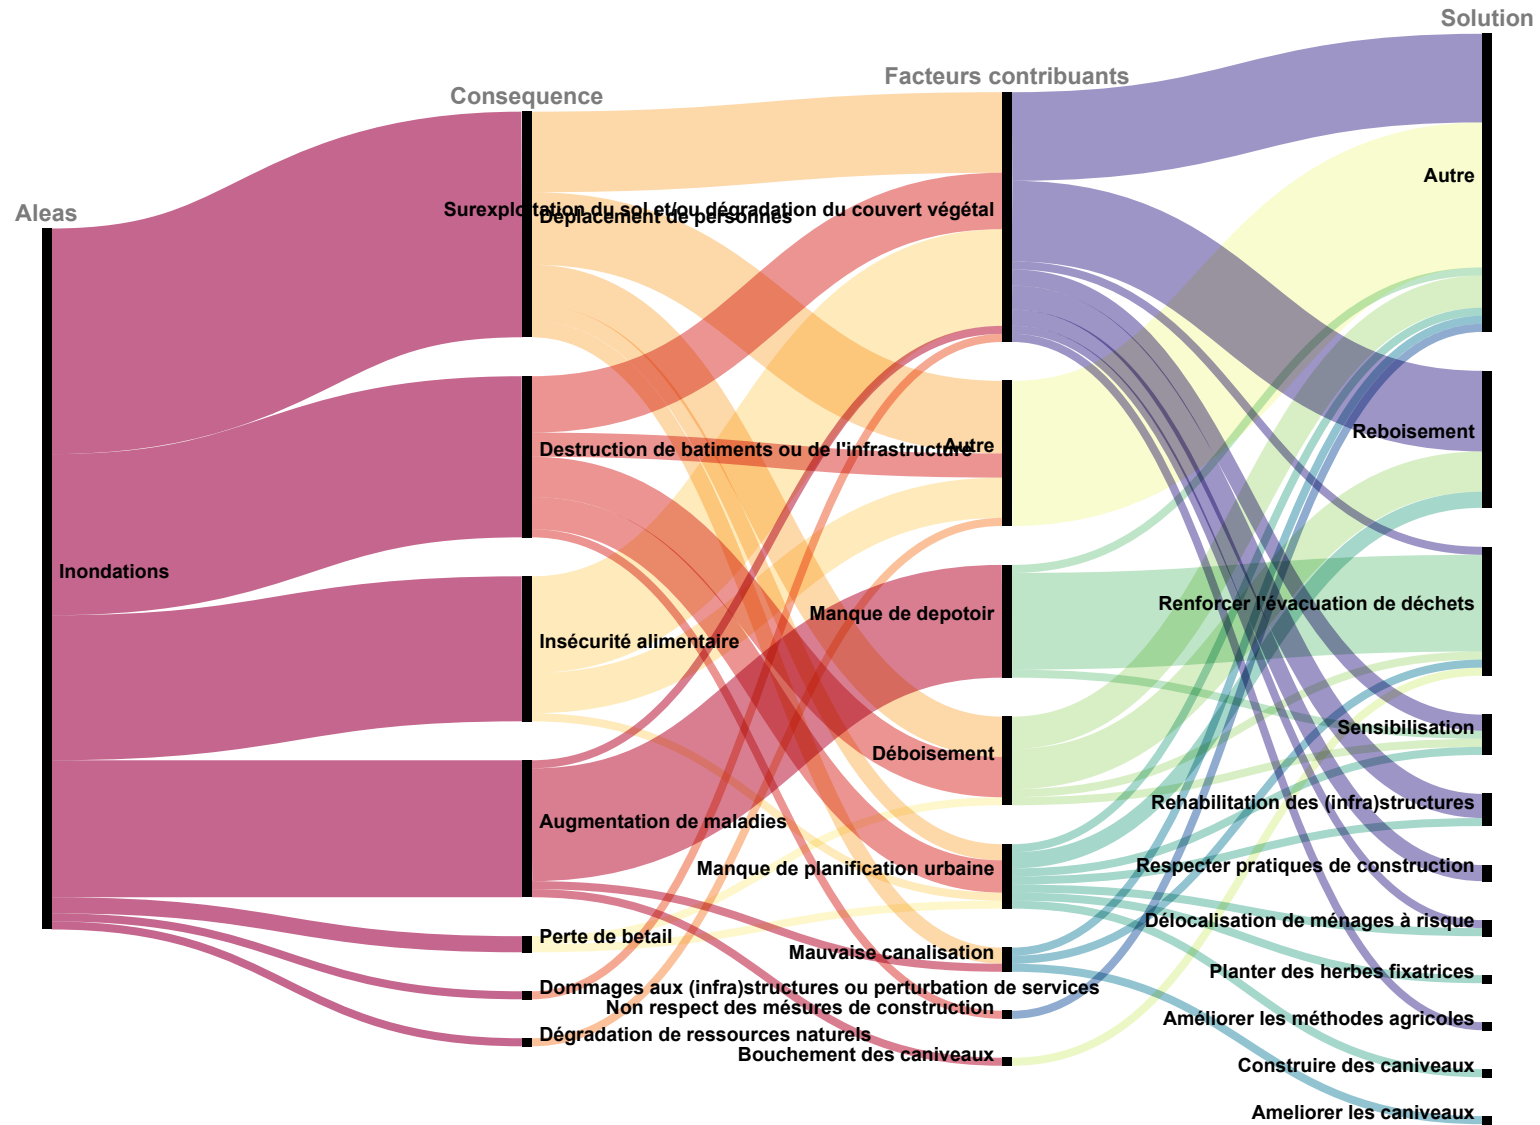 Aleas
Inondations
Consequence
Déplacement de personnes
Destruction de batiments ou de l'infrastructure
Insécurité alimentaire
Augmentation de maladies
Perte de betail
Dommages aux (infra)structures ou perturbation de services
Dégradation de ressources naturels
Facteurs contribuants
Surexploitation du sol et/ou dégradation du couvert végétal
Autre
Manque de depotoir
Déboisement
Manque de planification urbaine
Mauvaise canalisation
Non respect des mésures de construction
Bouchement des caniveaux
Solution
Autre
Reboisement
Renforcer l'évacuation de déchets
Sensibilisation
Rehabilitation des (infra)structures
Respecter pratiques de construction
Délocalisation de ménages à risque
Planter des herbes fixatrices
Améliorer les méthodes agricoles
Construire des caniveaux
Ameliorer les caniveaux